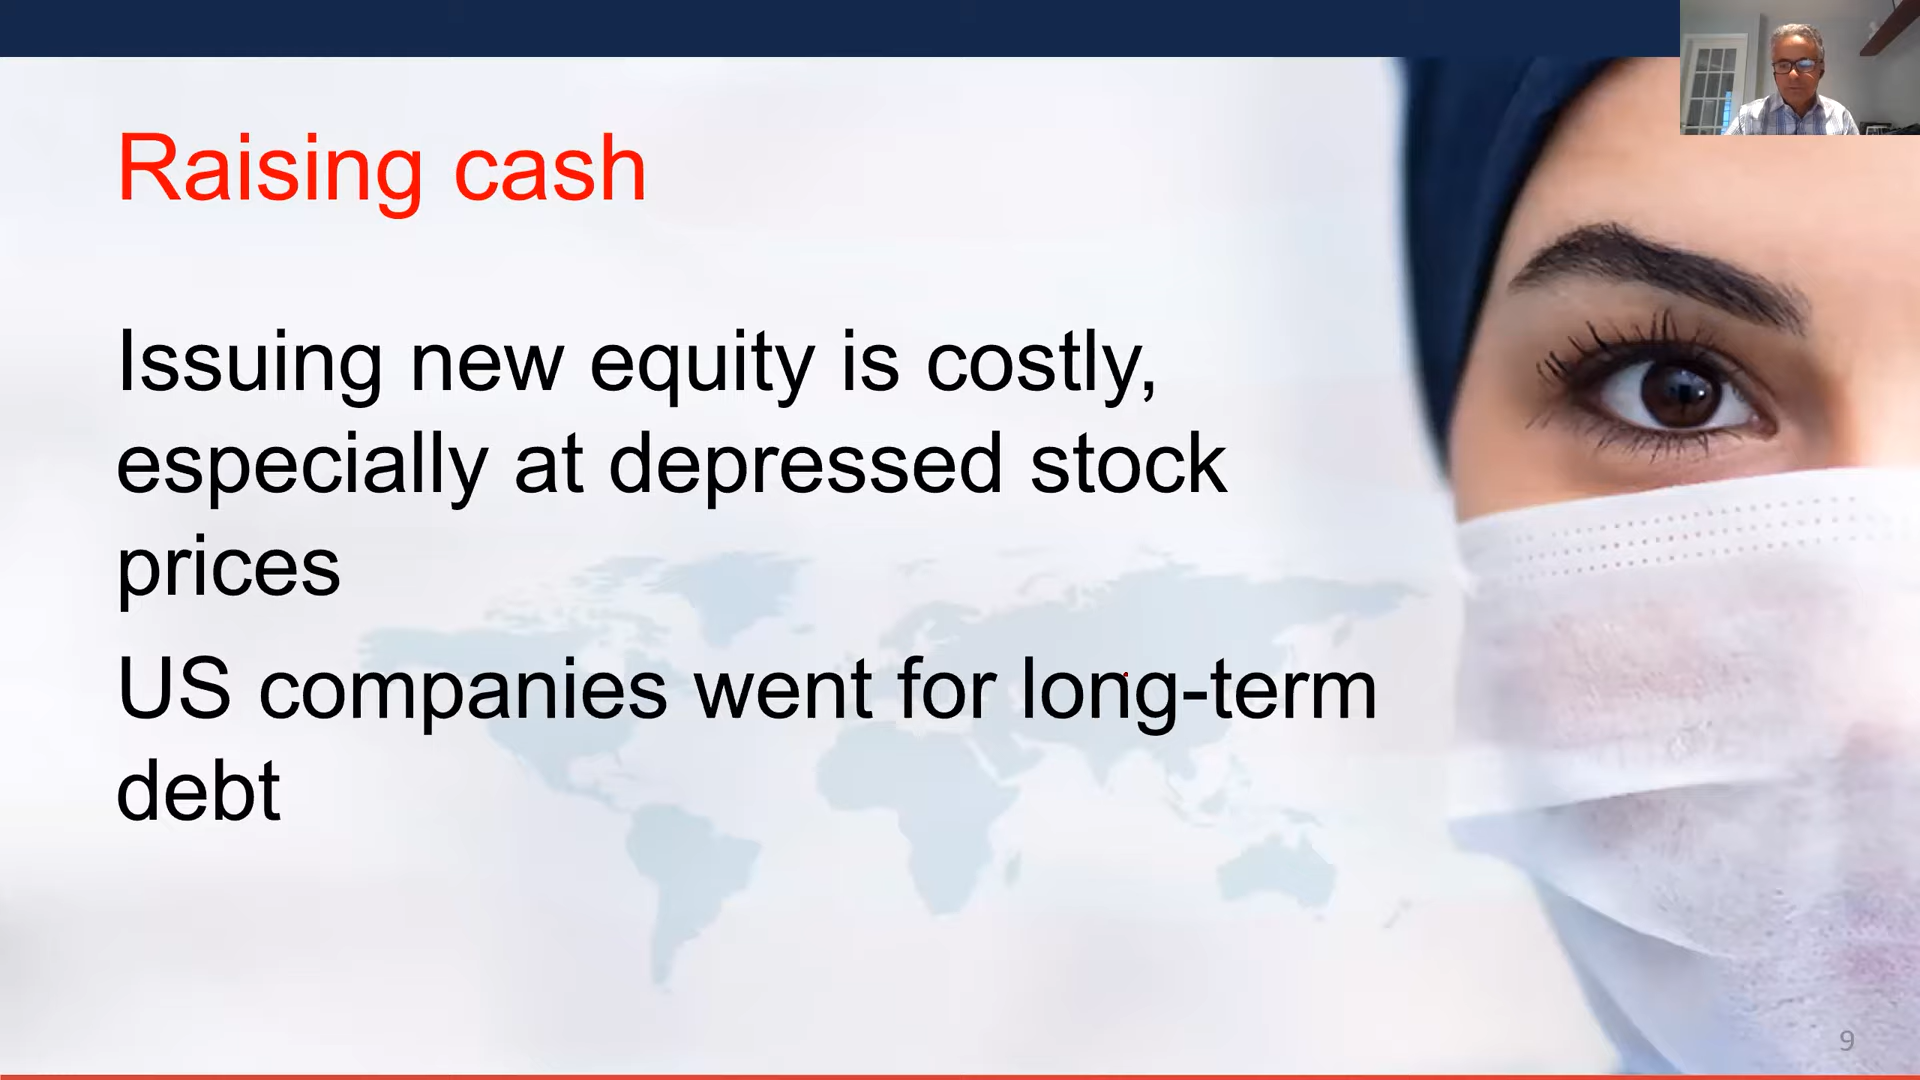 Raising cash
Issuing new equity is costly,
especially at depressed stock
prices
US companies went for long-term
debt
9